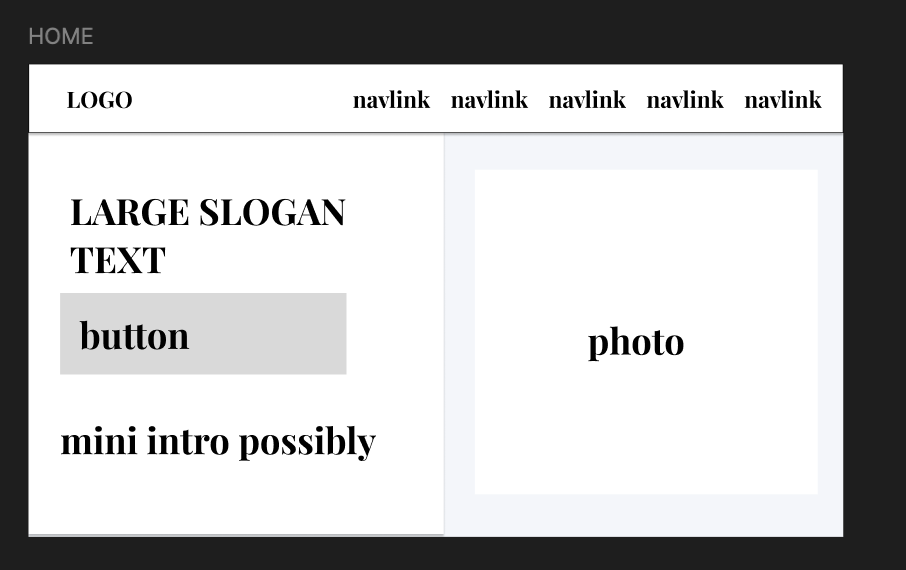 HOME
LOGO navlink navlink navlink navlink navlink
LARGE SLOGAN
TEXT
button
photo
mini intro possibly